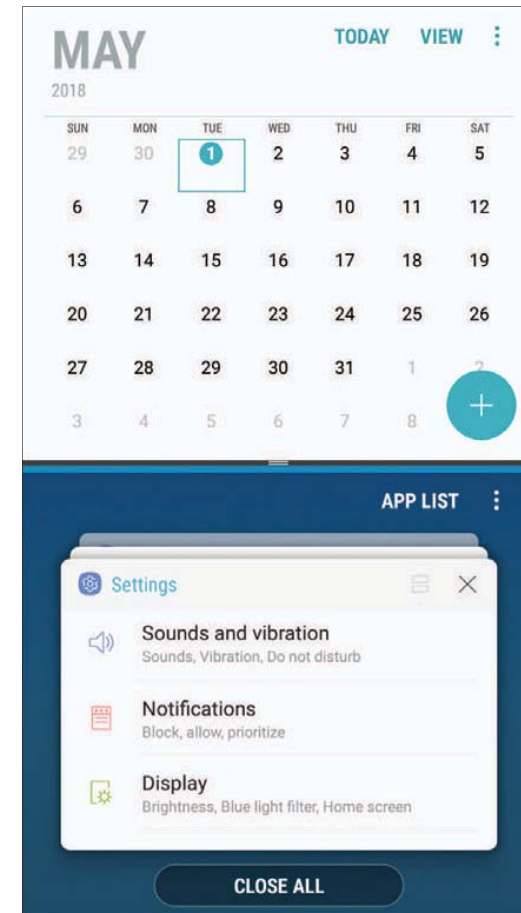 MAY
TODAY VIEW
2018
SUN MON TUE WED THU FRI SAT
29 30 1 2 3 4 5
6 7 8 9 10 11 12
13 14 15 16 17 18 19
20 21 22 23 24 25 26
27 28 29 30 31 1 2
3 4 5 6 7 8
APP LIST
Settings
Sounds and vibration
Sounds, Vibration, Do not disturb
Notifications
Block, allow, prioritize
Display
Brightness, Blue light filter, Home screen
CLOSE ALL